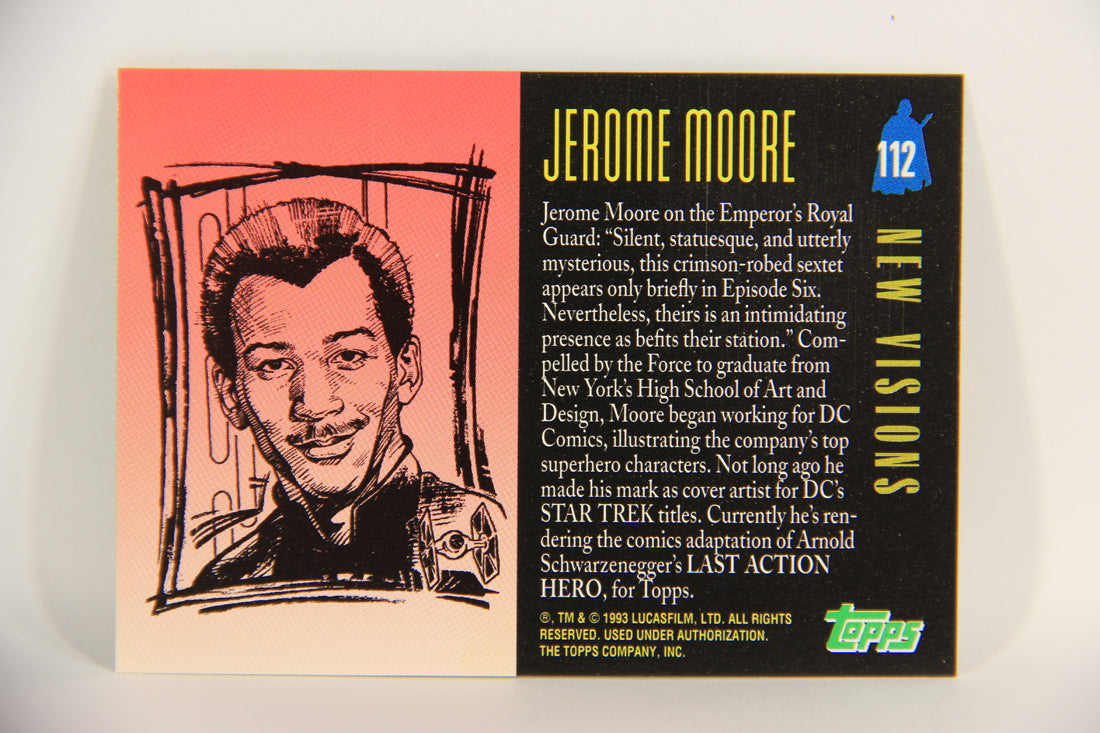 JEROME MOORE
112
NEW VISIONS
Jerome Moore on the Emperor's Royal
Guard: “Silent, statuesque, and utterly
mysterious, this crimson-robed sextet
appears only briefly in Episode Six.
Nevertheless, theirs is an intimidating
presence as befits their station.” Com-
pelled by the Force to graduate from
New York's High School of Art and
Design, Moore began working for DC
Comics, illustrating the company's top
superhero characters. Not long ago he
made his mark as cover artist for DC's
STAR TREK titles. Currently he's ren-
dering the comics adaptation of Arnold
Schwarzenegger's LAST ACTION
HERO, for Topps.
®, TM & © 1993 LUCASFILM, LTD. ALL RIGHTS
RESERVED. USED UNDER AUTHORIZATION.
THE TOPPS COMPANY, INC.
topps